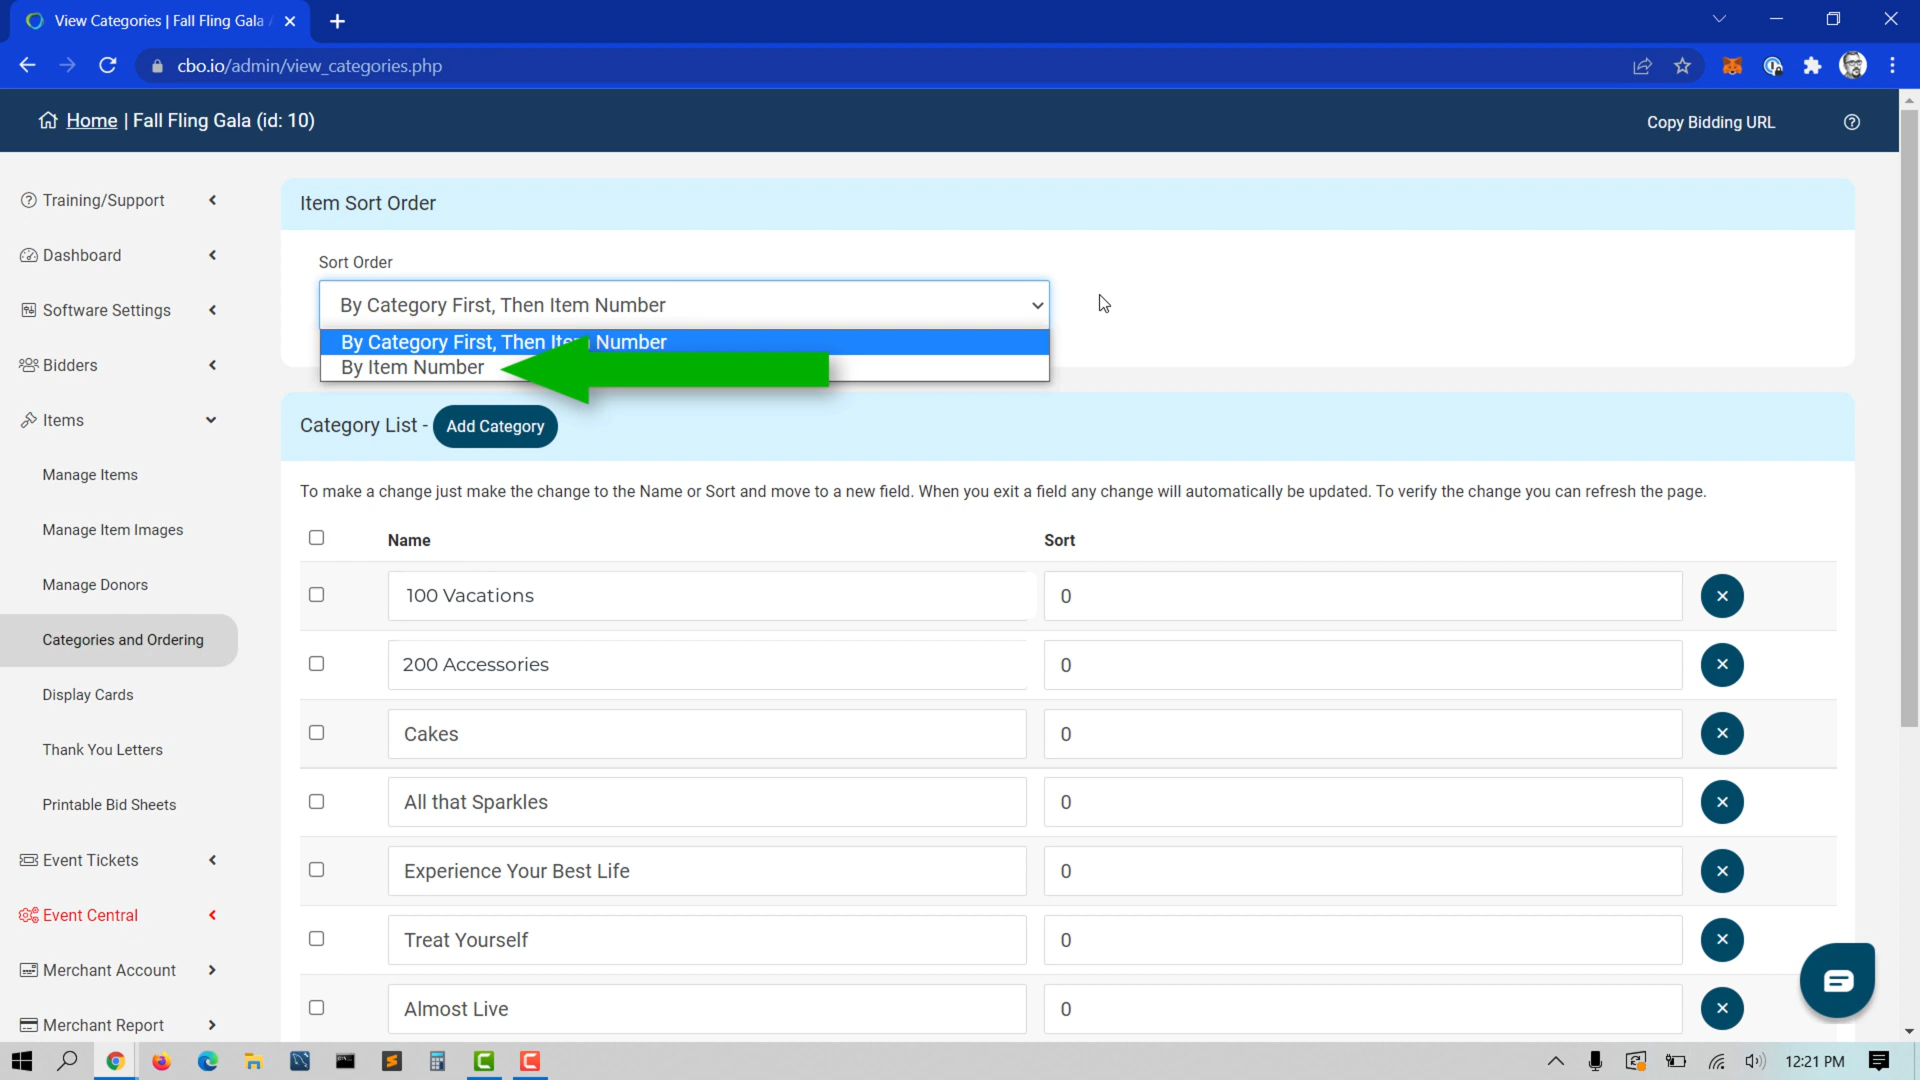 View Categories | Fall Fling Gala
cbo.io/admin/view_categories.php
Home | Fall Fling Gala (id: 10)
Copy Bidding URL
Training/Support
Dashboard
Software Settings
Bidders
Items
Manage Items
Manage Item Images
Manage Donors
Categories and Ordering
Display Cards
Thank You Letters
Printable Bid Sheets
Event Tickets
Event Central
Merchant Account
Merchant Report
Item Sort Order
Sort Order
By Category First, Then Item Number
By Category First, Then Item Number
By Item Number
Category List - Add Category
To make a change just make the change to the Name or Sort and move to a new field. When you exit a field any change will automatically be updated. To verify the change you can refresh the page.
Name Sort
100 Vacations 0
200 Accessories 0
Cakes 0
All that Sparkles 0
Experience Your Best Life 0
Treat Yourself 0
Almost Live 0
12:21 PM